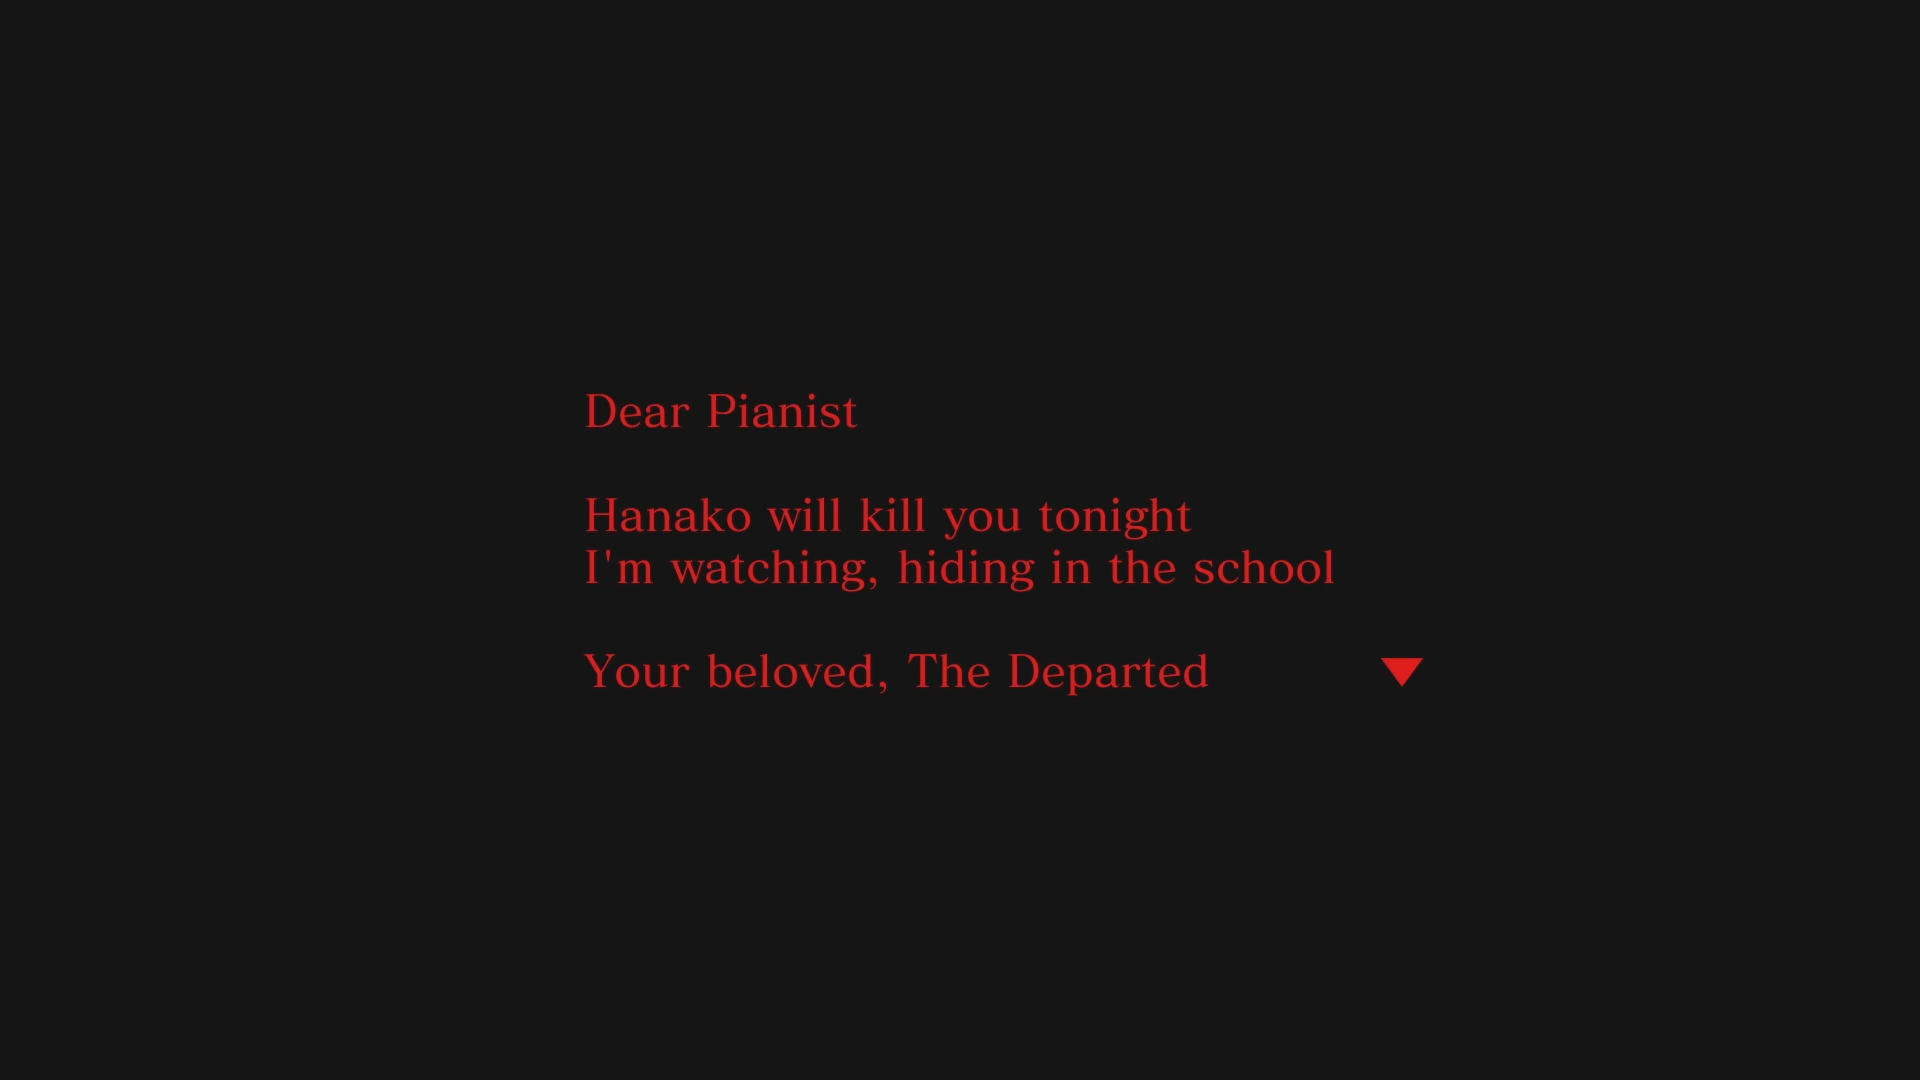 Dear Pianist
Hanako will kill you tonight
I'm watching, hiding in the school
Your beloved, The Departed